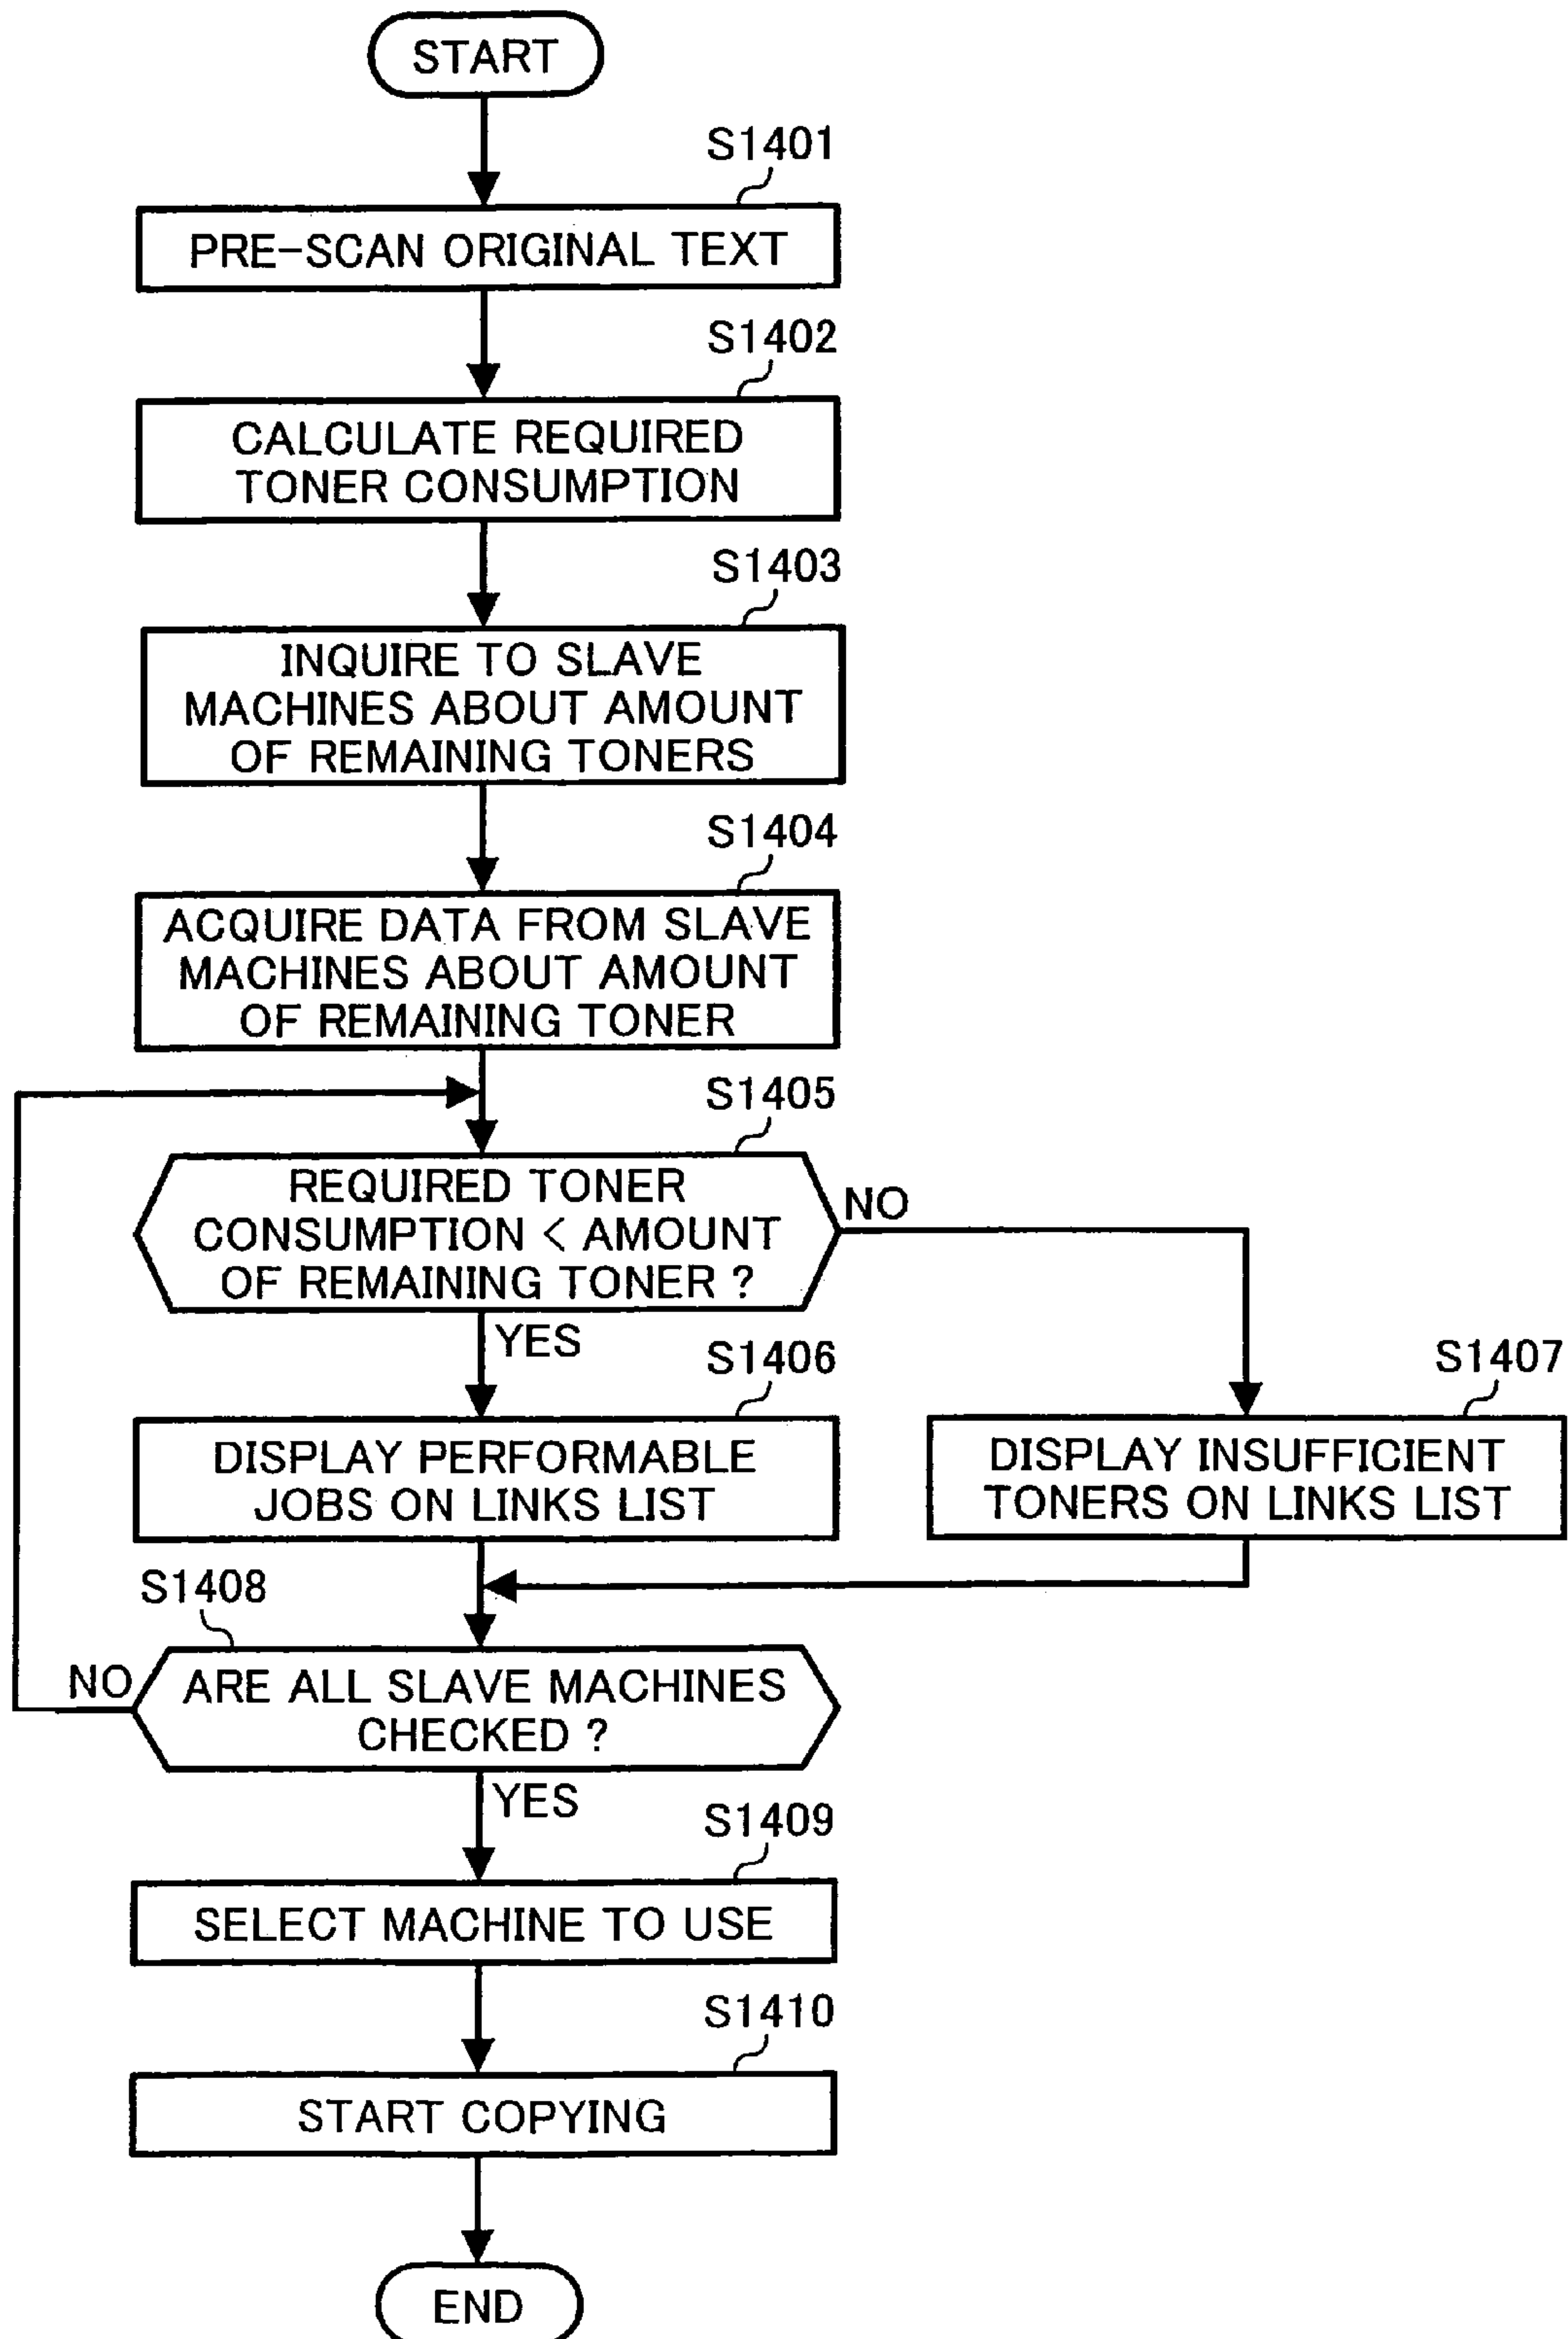 START
S1401
PRE-SCAN ORIGINAL TEXT
S1402
CALCULATE REQUIRED
TONER CONSUMPTION
S1403
INQUIRE TO SLAVE
MACHINES ABOUT AMOUNT
OF REMAINING TONERS
S1404
ACQUIRE DATA FROM SLAVE
MACHINES ABOUT AMOUNT
OF REMAINING TONER
S1405
REQUIRED TONER
CONSUMPTION < AMOUNT
OF REMAINING TONER ?
NO
YES
S1406
DISPLAY PERFORMABLE
JOBS ON LINKS LIST
S1407
DISPLAY INSUFFICIENT
TONERS ON LINKS LIST
S1408
NO
ARE ALL SLAVE MACHINES
CHECKED ?
YES
S1409
SELECT MACHINE TO USE
S1410
START COPYING
END